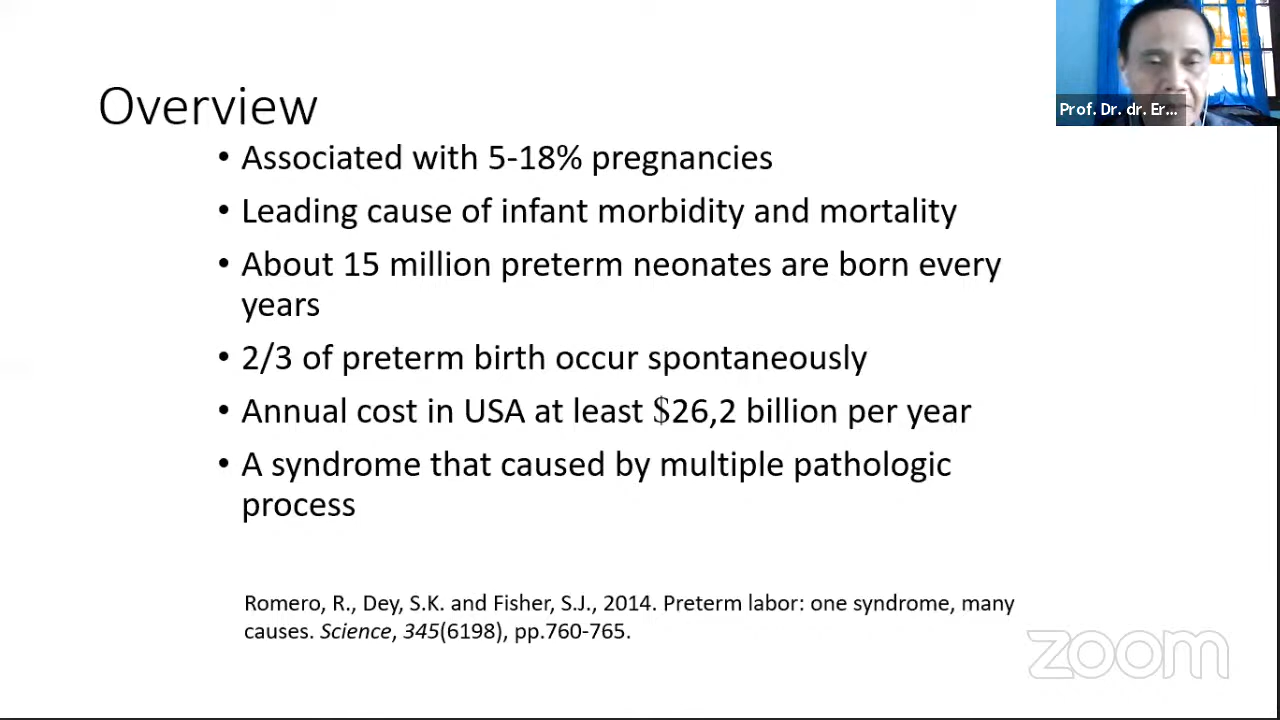 Overview
Prof. Dr. dr. Er...
• Associated with 5-18% pregnancies
• Leading cause of infant morbidity and mortality
• About 15 million preterm neonates are born every
years
• 2/3 of preterm birth occur spontaneously
• Annual cost in USA at least $26,2 billion per year
• A syndrome that caused by multiple pathologic
process
Romero, R., Dey, S.K. and Fisher, S.J., 2014. Preterm labor: one syndrome, many
causes. Science, 345(6198), pp.760-765.
zoom